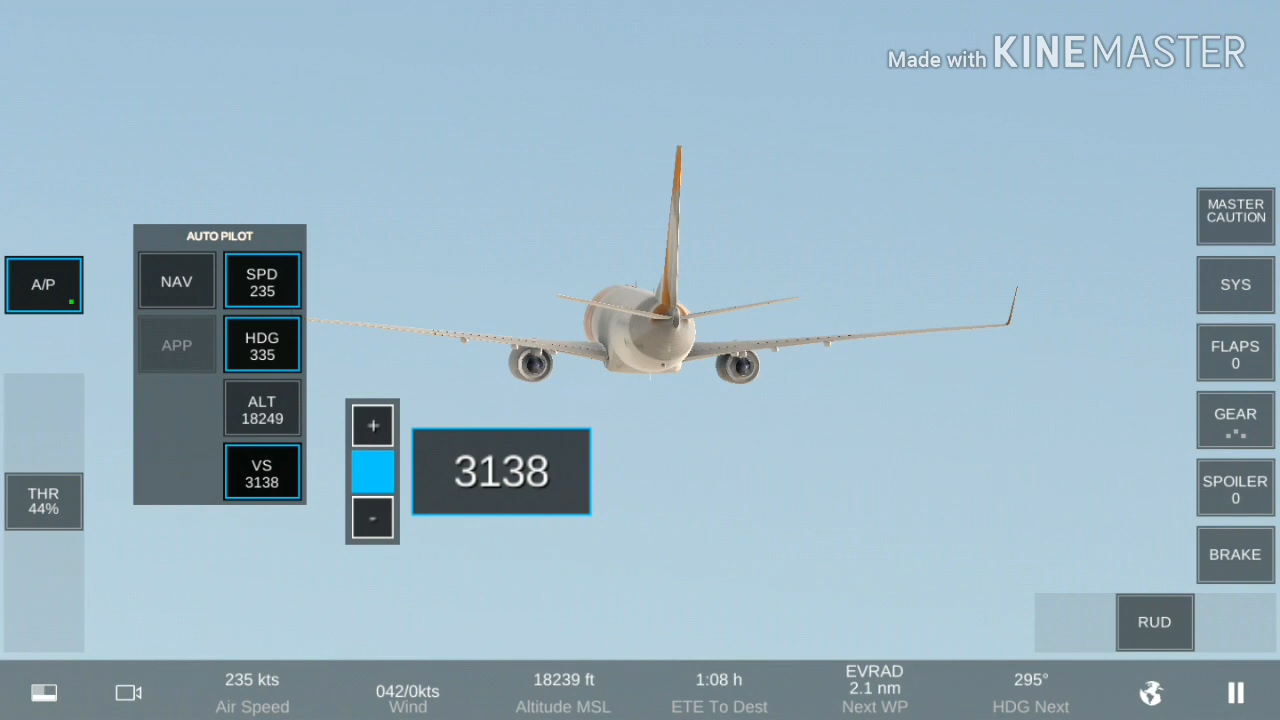 Made with KINEMASTER
MASTER
CAUTION
AUTO PILOT
A/P
NAV
SPD
235
SYS
APP
HDG
335
FLAPS
0
ALT
18249
GEAR
+
VS
3138
3138
THR
44%
-
SPOILER
0
BRAKE
RUD
235 kts
Air Speed
042/0kts
Wind
18239 ft
Altitude MSL
1:08 h
ETE To Dest
EVRAD
2.1 nm
Next WP
295°
HDG Next